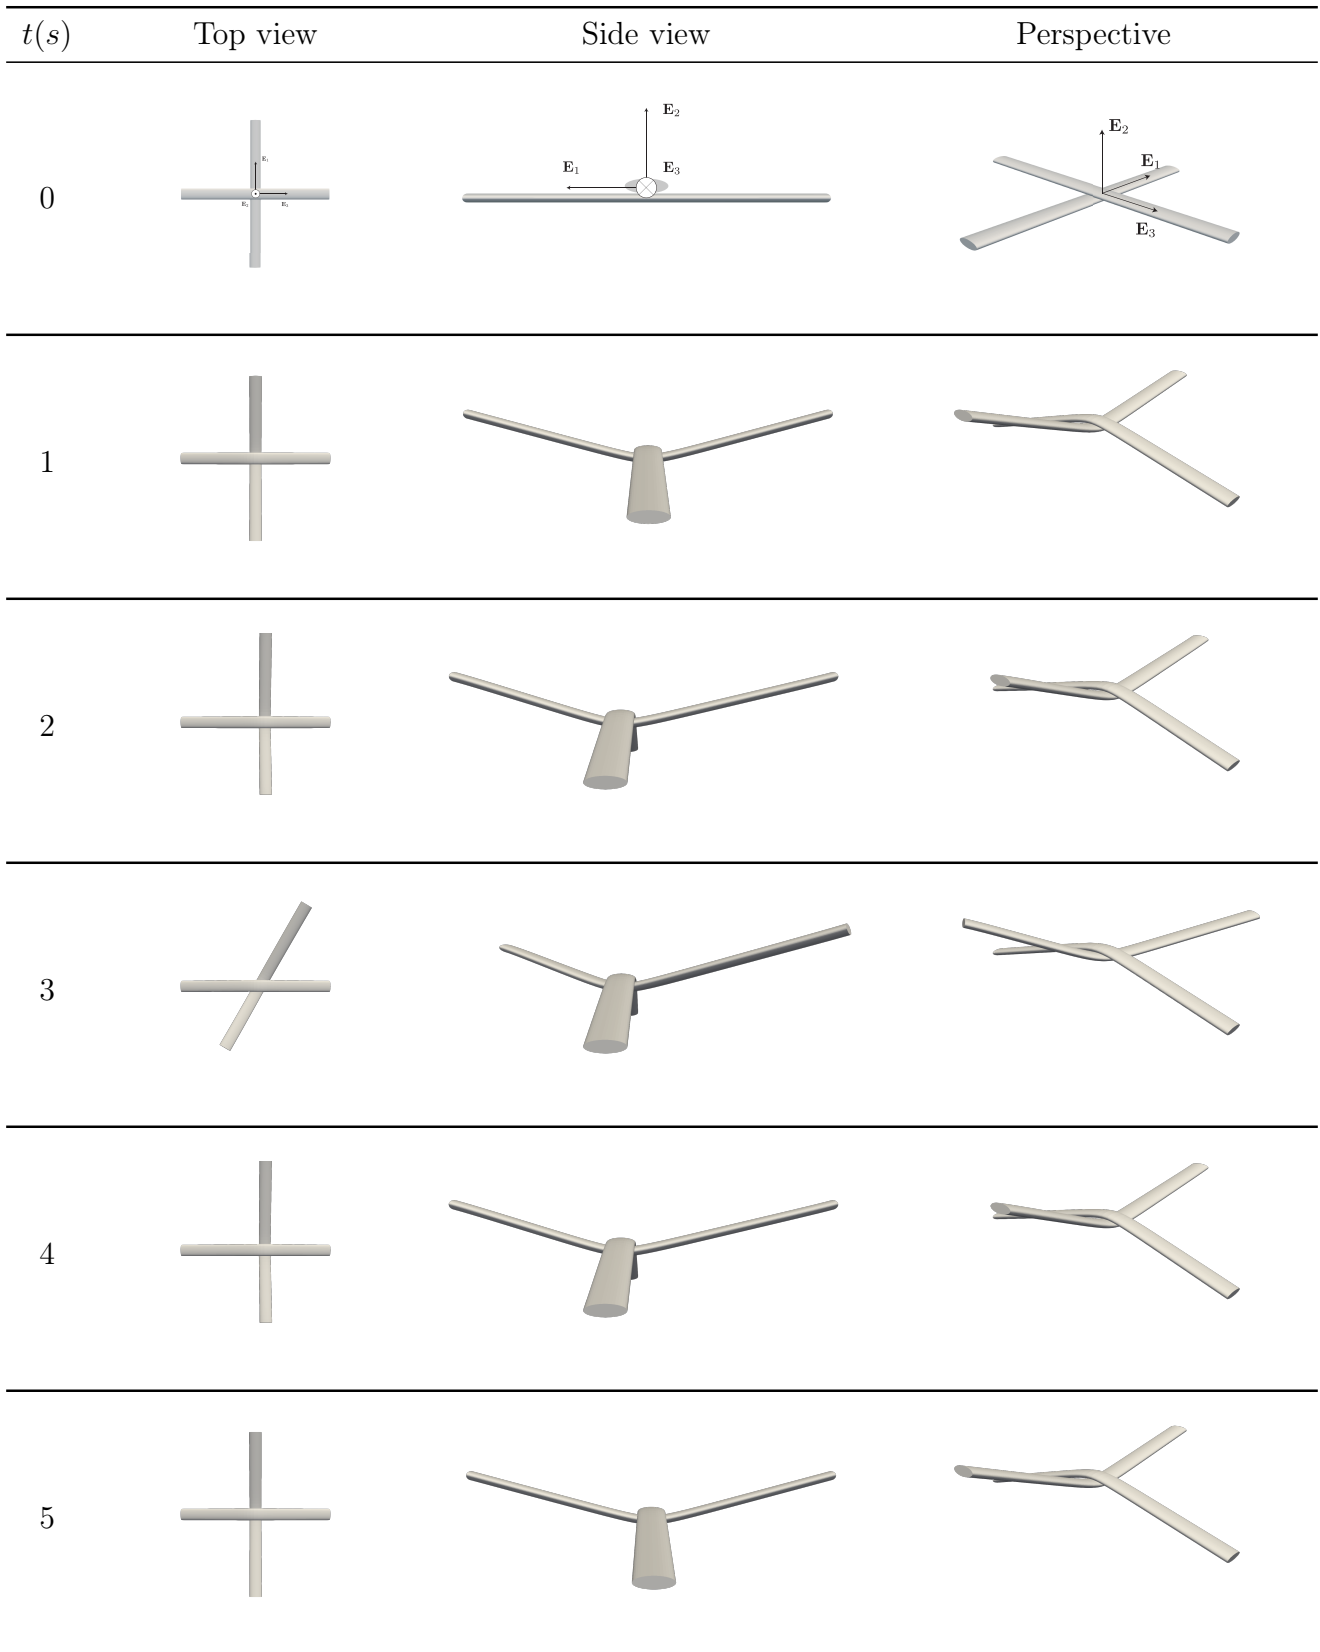 t(s) Top view Side view Perspective
0
E₂
E₁ E₃
E₂
E₁
E₃
1
2
3
4
5